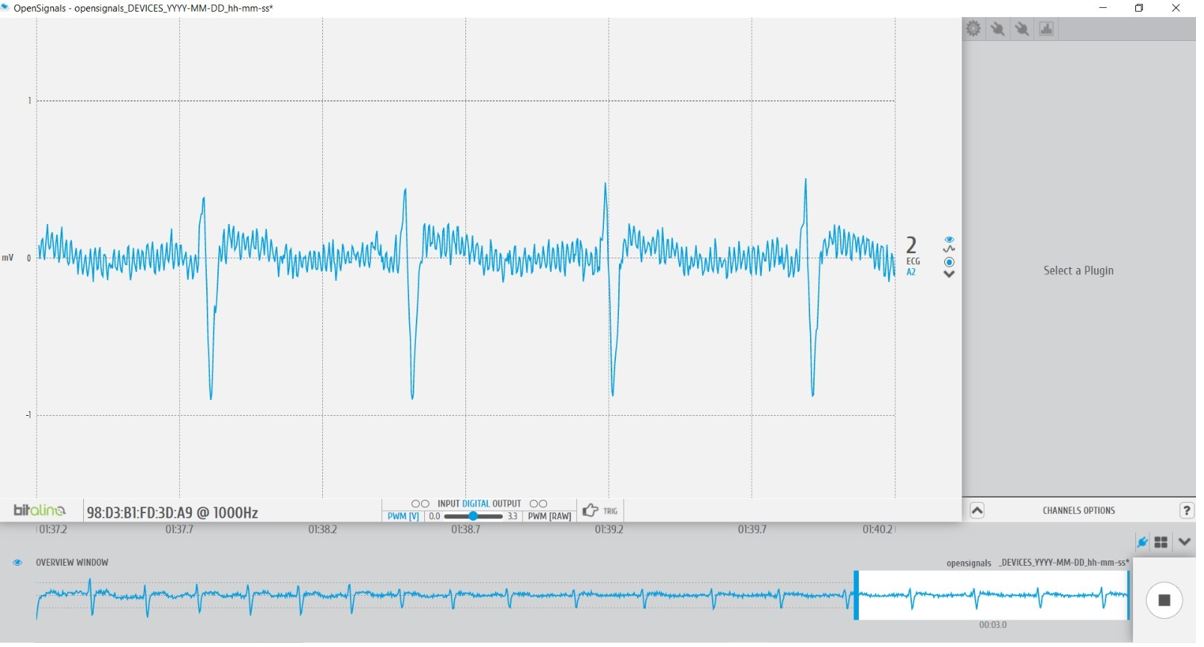 OpenSignals - opensignals_DEVICES_YYYY-MM-DD_hh-mm-ss*
1
mV 0
-1
2
ECG
A2
Select a Plugin
bitalino
98:D3:B1:FD:3D:A9 @ 1000Hz
INPUT DIGITAL OUTPUT
PWM [V] 0.0 3.3 PWM [RAW]
TRIG
CHANNELS OPTIONS
?
01:37.2 01:37.7 01:38.2 01:38.7 01:39.2 01:39.7 01:40.2
OVERVIEW WINDOW
opensignals _DEVICES_YYYY-MM-DD_hh-mm-ss*
00:03.0